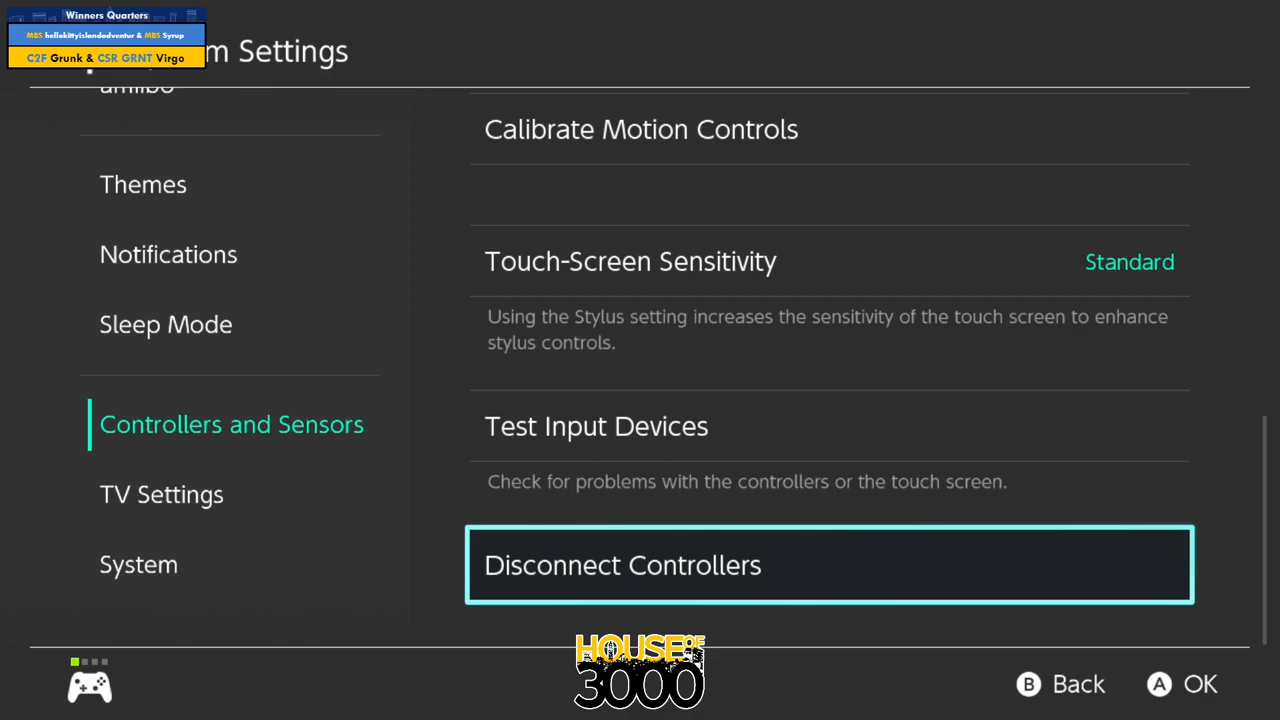 Winners Quarters
MBS hellokittyislandadventur & MBS Syrup
C2F Grunk & CSR GRNT Virgo
m Settings
amiibo
Themes
Notifications
Sleep Mode
Controllers and Sensors
TV Settings
System
Calibrate Motion Controls
Touch-Screen Sensitivity Standard
Using the Stylus setting increases the sensitivity of the touch screen to enhance
stylus controls.
Test Input Devices
Check for problems with the controllers or the touch screen.
Disconnect Controllers
HOUSE OF
3000
B Back A OK